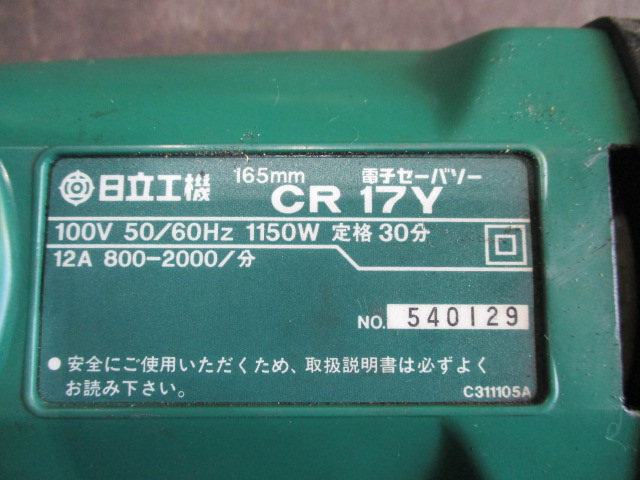 日立工機 165mm 電子セーバソー
CR 17Y
100V 50/60Hz 1150W 定格30分
12A 800-2000/分
NO. 540129
● 安全にご使用いただくため、取扱説明書は必ずよく
お読み下さい。
C311105A